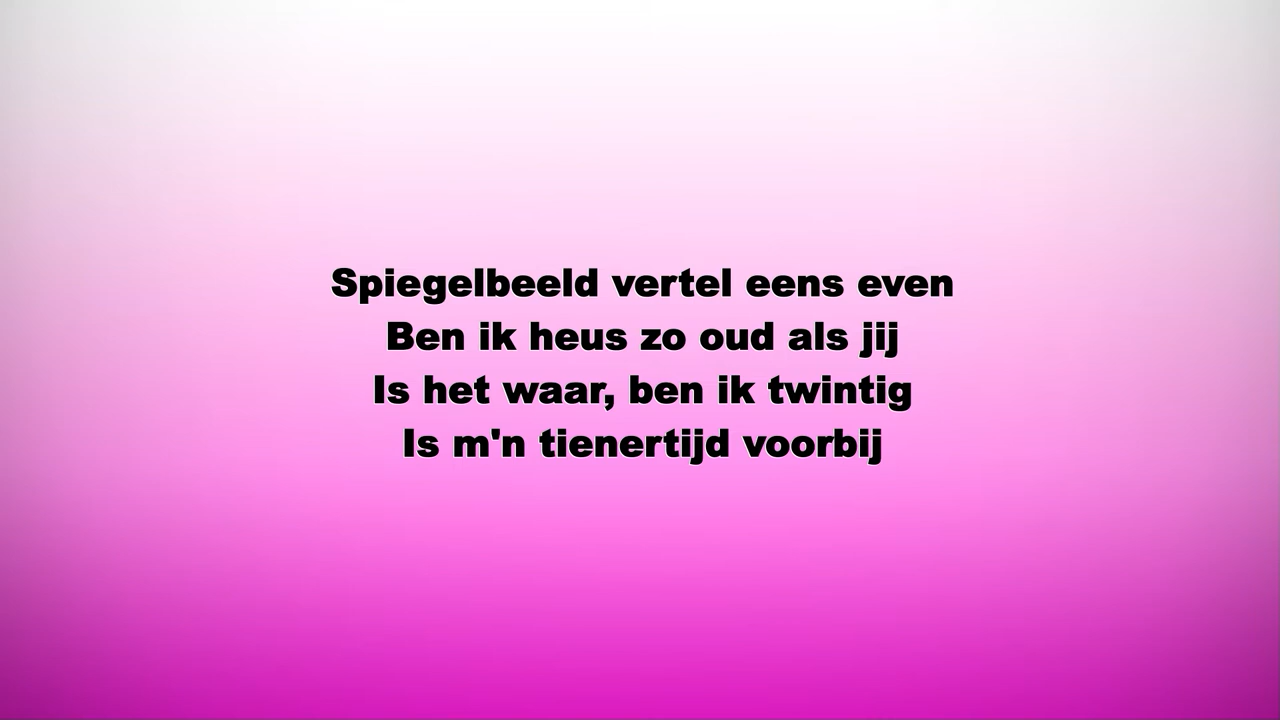 Spiegelbeeld vertel eens even
Ben ik heus zo oud als jij
Is het waar, ben ik twintig
Is m'n tienertijd voorbij